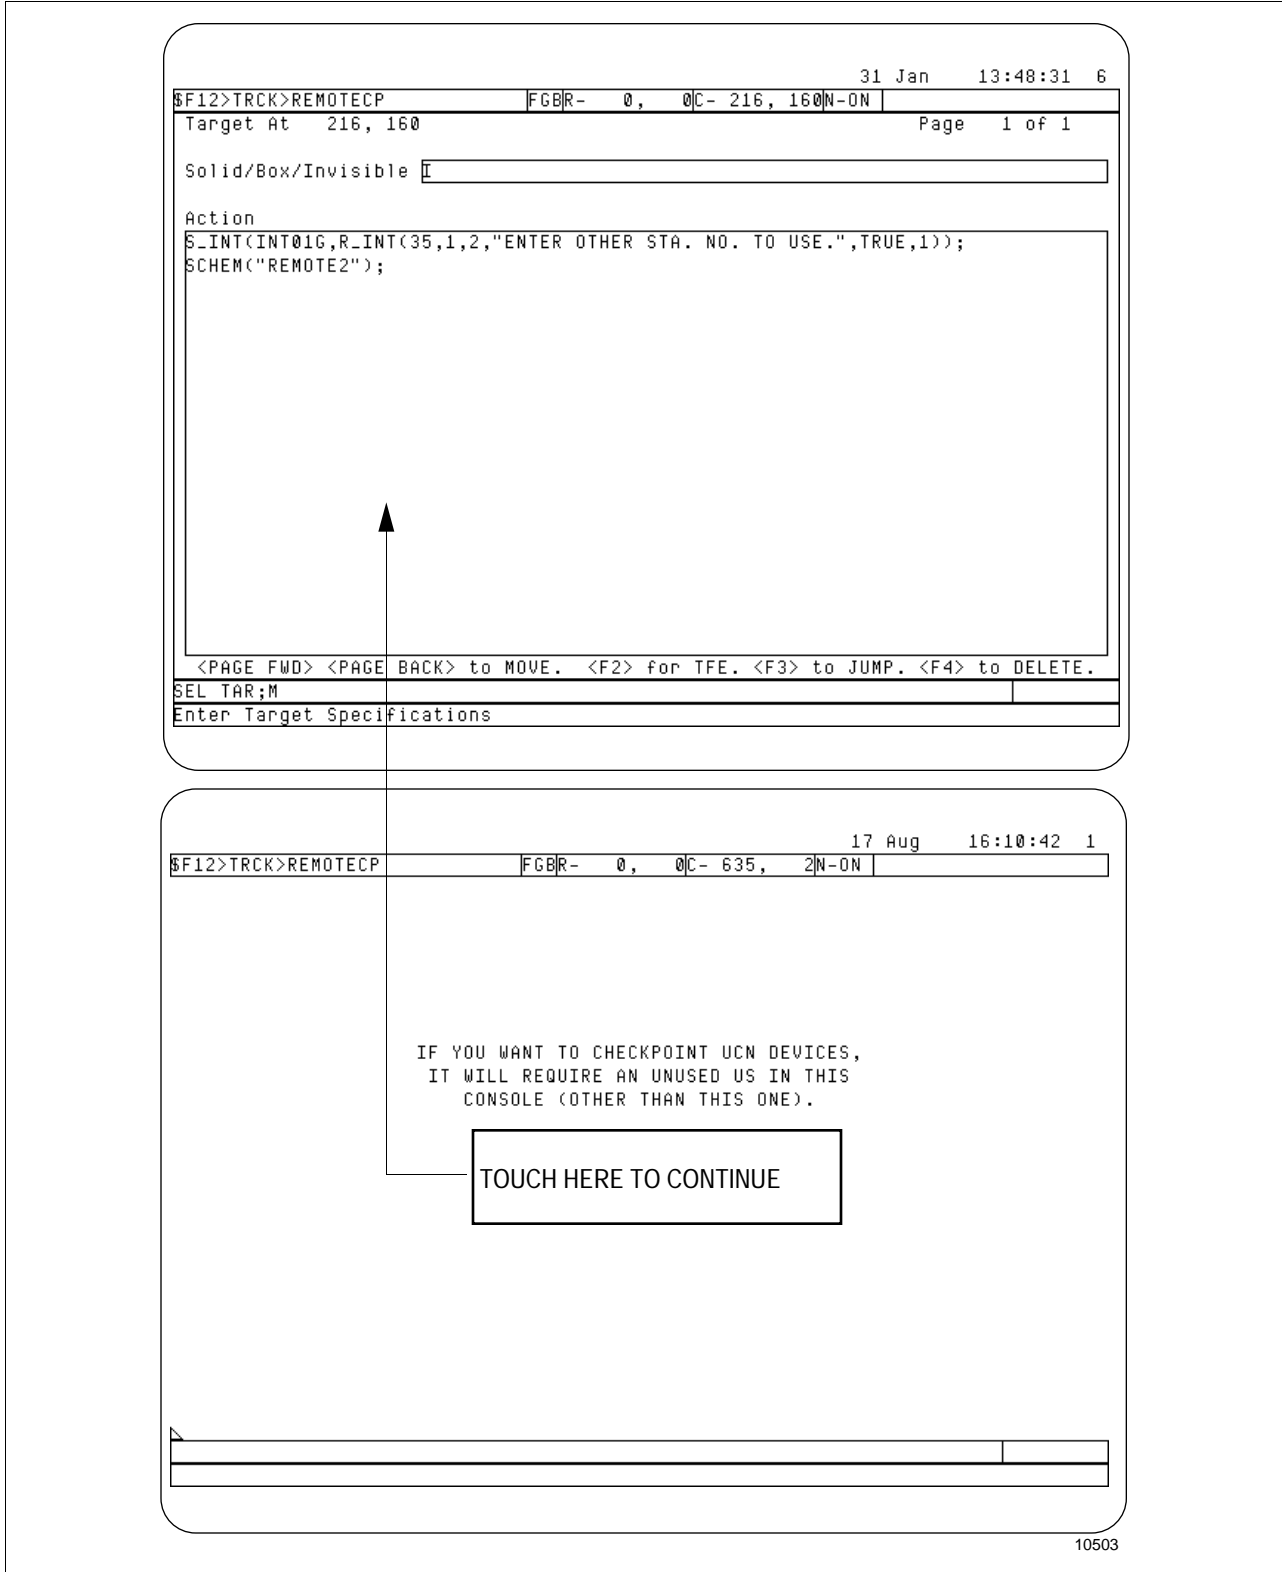 31 Jan 13:48:31 6
$F12>TRCK>REMOTECP FGB R- 0, 0 C- 216, 160 N-ON
Target At 216, 160 Page 1 of 1
Solid/Box/Invisible I
Action
S_INT(INT01G,R_INT(35,1,2,"ENTER OTHER STA. NO. TO USE.",TRUE,1));
SCHEM("REMOTE2");
<PAGE FWD> <PAGE BACK> to MOVE. <F2> for TFE. <F3> to JUMP. <F4> to DELETE.
SEL TAR;M
Enter Target Specifications
17 Aug 16:10:42 1
$F12>TRCK>REMOTECP FGB R- 0, 0 C- 635, 2 N-ON
IF YOU WANT TO CHECKPOINT UCN DEVICES,
IT WILL REQUIRE AN UNUSED US IN THIS
CONSOLE (OTHER THAN THIS ONE).
TOUCH HERE TO CONTINUE
10503